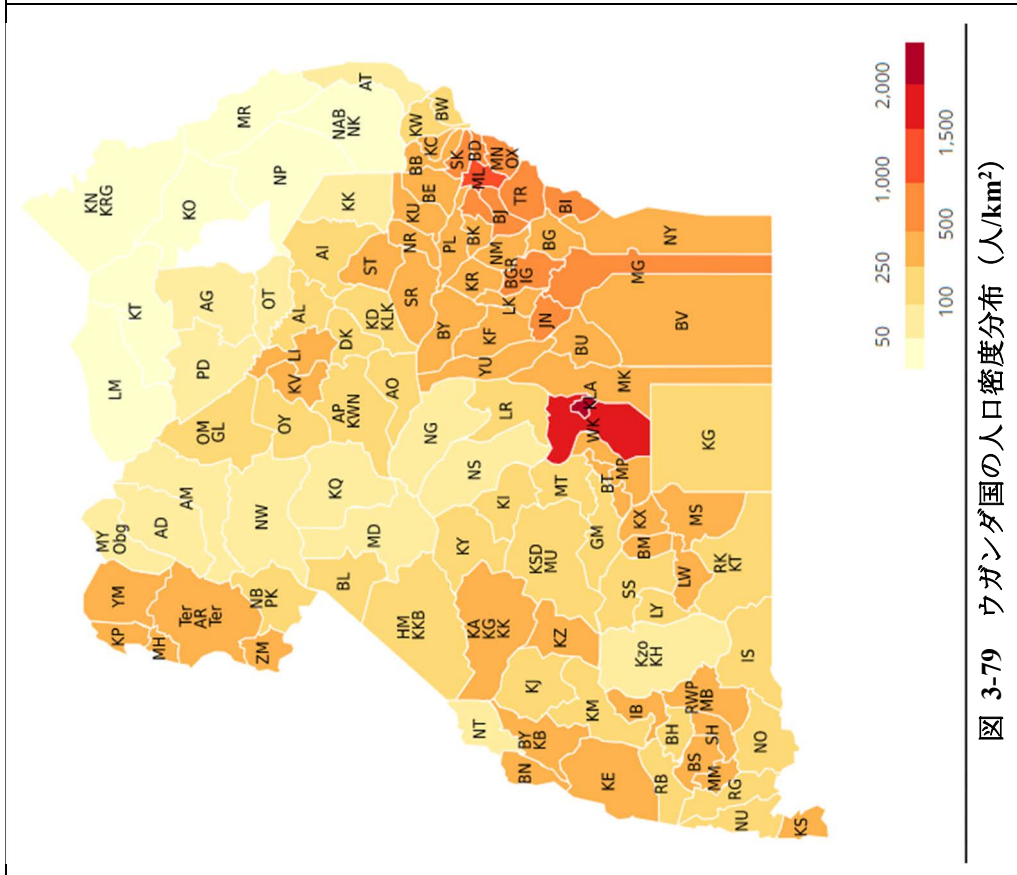 KN
KRG
MY
Obg
LM
KP
YM
KT
MH
AD
AM
KO
Ter
AR
Ter
OM
GL
PD
AG
MR
NB
PK
ZM
NW
OT
NP
OY
KV
LI
AL
AI
KQ
AP
KWN
NAB
NK
BL
DK
KK
AT
ST
MD
KD
KLK
AO
HM
KKB
SR
NR
KU
BB
KW
BE
NG
KC
BW
BY
PL
SK
KY
KA
KG
KK
KR
NS
BK
BD
NT
ML
YU
KF
NM
MN
BJ
KI
LR
LK
BGR
IG
OX
TR
BN
BY
KB
KJ
KSD
MU
JN
BG
KZ
MT
BI
BU
KM
WK
KLA
GM
BT
KE
MP
MK
SS
IB
MG
KX
Kzo
KH
BM
LY
RB
NY
BH
BV
LW
RWP
MB
BS
MS
KG
SH
MM
RK
KT
RG
NU
IS
NO
KS
50
250
1,000
2,000
100
500
1,500
図 3-79 ウガンダ国の人口密度分布（人/km²）